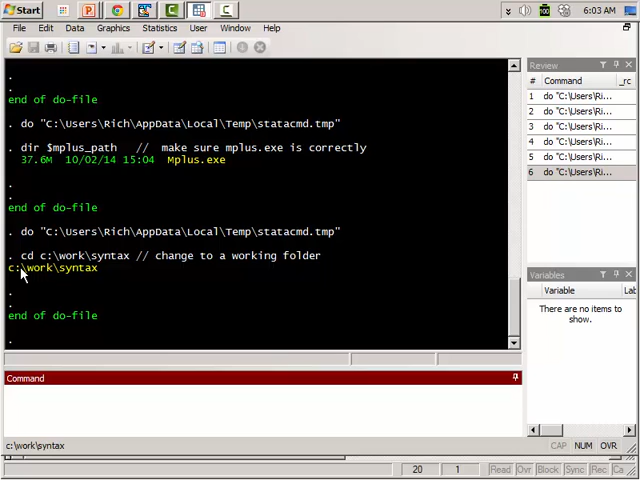 Start
100
6:03 AM
File Edit Data Graphics Statistics User Window Help
.
.
end of do-file
. do "C:\Users\Rich\AppData\Local\Temp\statacmd.tmp"
. dir $mplus_path // make sure mplus.exe is correctly
37.6M 10/02/14 15:04 Mplus.exe
.
.
end of do-file
. do "C:\Users\Rich\AppData\Local\Temp\statacmd.tmp"
. cd c:\work\syntax // change to a working folder
c:\work\syntax
.
.
end of do-file
.
Command
c:\work\syntax
Review
# Command _rc
1 do "C:\Users\Ri...
2 do "C:\Users\Ri...
3 do "C:\Users\Ri...
4 do "C:\Users\Ri...
5 do "C:\Users\Ri...
6 do "C:\Users\Ri...
Variables
Variable Lab
There are no items to
show.
CAP NUM OVR
20 1 Read Ovr Block Sync Rec Ca